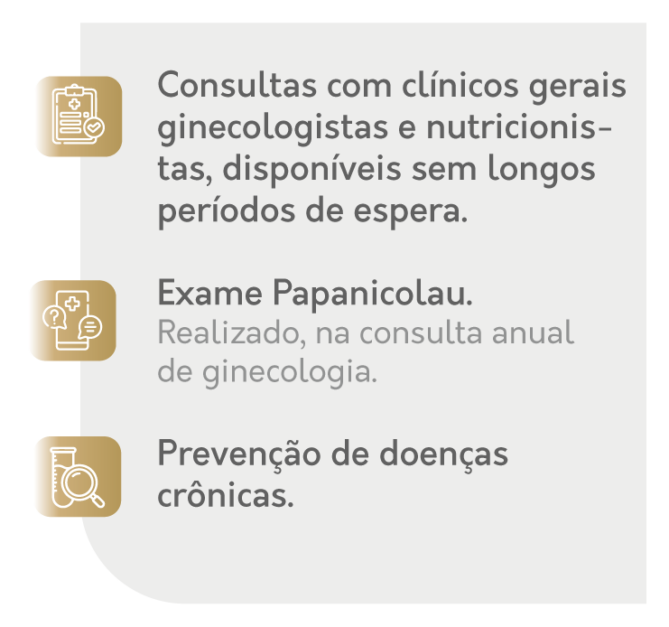 Consultas com clínicos gerais
ginecologistas e nutricionis-
tas, disponíveis sem longos
períodos de espera.
Exame Papanicolau.
Realizado, na consulta anual
de ginecologia.
Prevenção de doenças
crônicas.